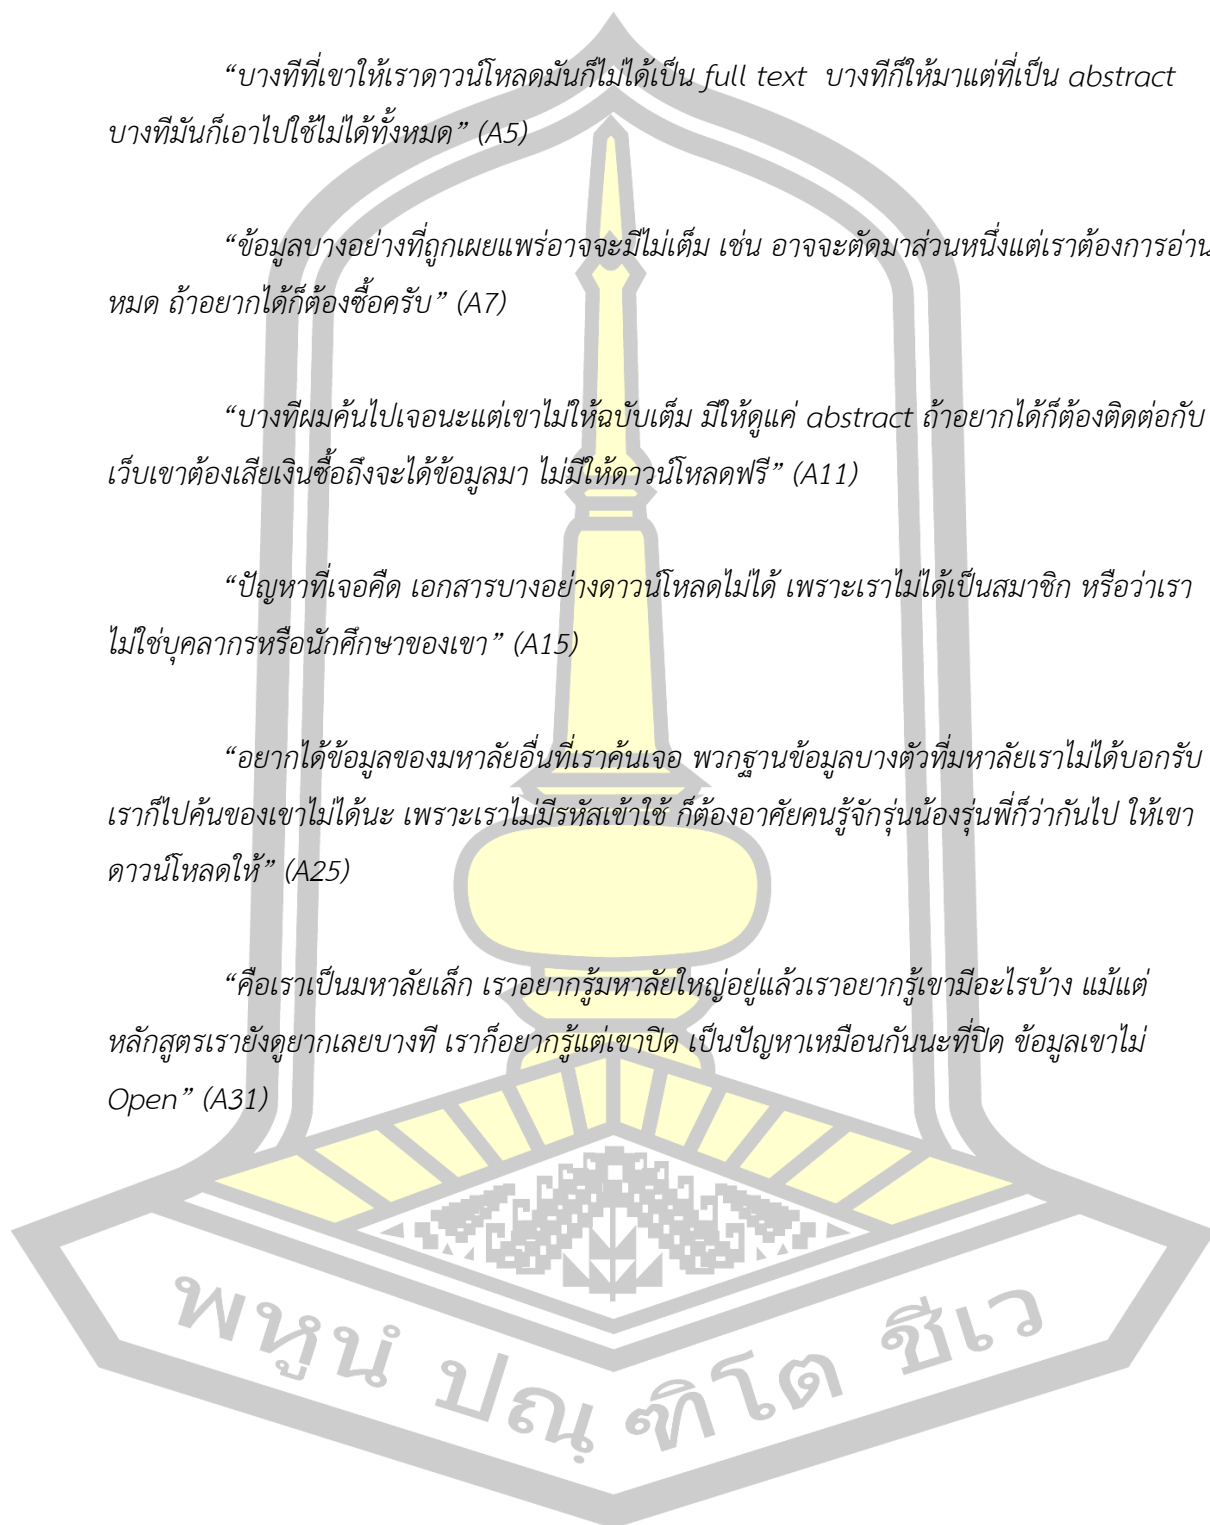 “บางทีที่เขาให้เราดาวน์โหลดมันก็ไม่ได้เป็น full text บางทีก็ให้มาแต่ที่เป็น abstract
บางทีมันก็เอาไปใช้ไม่ได้ทั้งหมด” (A5)
“ข้อมูลบางอย่างที่ถูกเผยแพร่อาจจะมีไม่เต็ม เช่น อาจจะตัดมาส่วนหนึ่งแต่เราต้องการอ่าน
หมด ถ้าอยากได้ก็ต้องซื้อครับ” (A7)
“บางทีผมค้นไปเจอนะแต่เขาไม่ให้ฉบับเต็ม มีให้ดูแค่ abstract ถ้าอยากได้ก็ต้องติดต่อกับ
เว็บเขาต้องเสียเงินซื้อถึงจะได้ข้อมูลมา ไม่มีให้ดาวน์โหลดฟรี” (A11)
“ปัญหาที่เจอคืด เอกสารบางอย่างดาวน์โหลดไม่ได้ เพราะเราไม่ได้เป็นสมาชิก หรือว่าเรา
ไม่ใช่บุคลากรหรือนักศึกษาของเขา” (A15)
“อยากได้ข้อมูลของมหาลัยอื่นที่เราค้นเจอ พวกฐานข้อมูลบางตัวที่มหาลัยเราไม่ได้บอกรับ
เราก็ไปค้นของเขาไม่ได้นะ เพราะเราไม่มีรหัสเข้าใช้ ก็ต้องอาศัยคนรู้จักรุ่นน้องรุ่นพี่ก็ว่ากันไป ให้เขา
ดาวน์โหลดให้” (A25)
“คือเราเป็นมหาลัยเล็ก เราอยากรู้มหาลัยใหญ่อยู่แล้วเราอยากรู้เขามีอะไรบ้าง แม้แต่
หลักสูตรเรายังดูยากเลยบางที เราก็อยากรู้แต่เขาปิด เป็นปัญหาเหมือนกันนะที่ปิด ข้อมูลเขาไม่
Open” (A31)
พหูนํ ปณฺฑิโต ชีเว